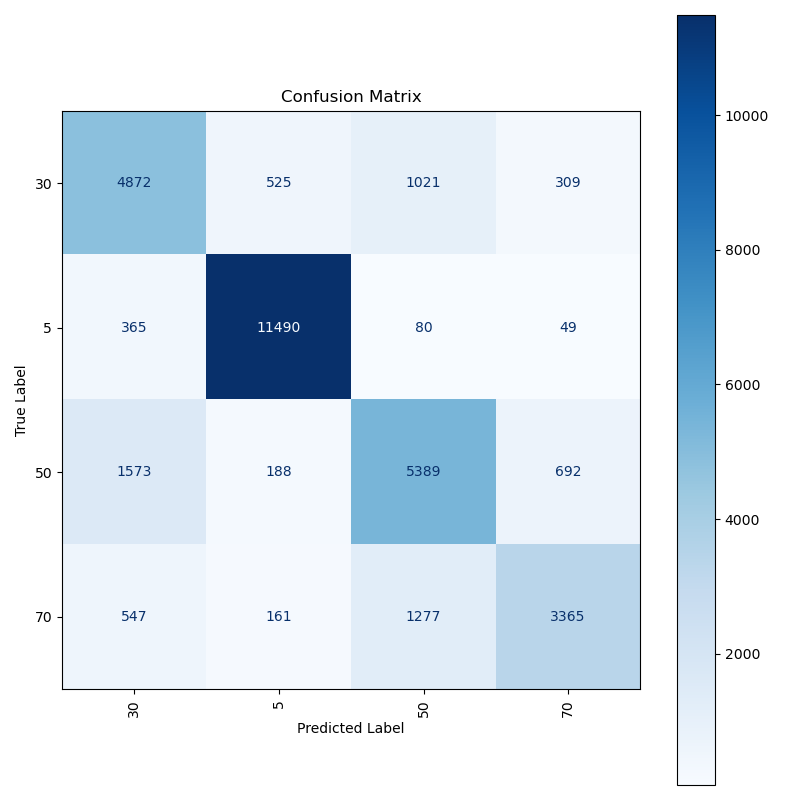 Confusion Matrix
30 4872 525 1021 309
5 365 11490 80 49
50 1573 188 5389 692
70 547 161 1277 3365
30 5 50 70
Predicted Label
True Label
10000
8000
6000
4000
2000